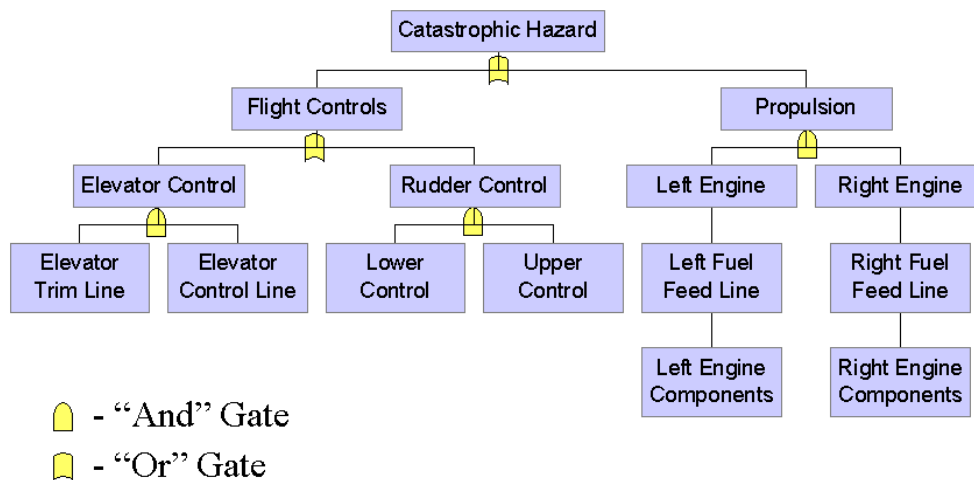 Catastrophic Hazard
Flight Controls
Propulsion
Elevator Control
Rudder Control
Left Engine
Right Engine
Elevator
Trim Line
Elevator
Control Line
Lower
Control
Upper
Control
Left Fuel
Feed Line
Right Fuel
Feed Line
Left Engine
Components
Right Engine
Components
- “And” Gate
- “Or” Gate